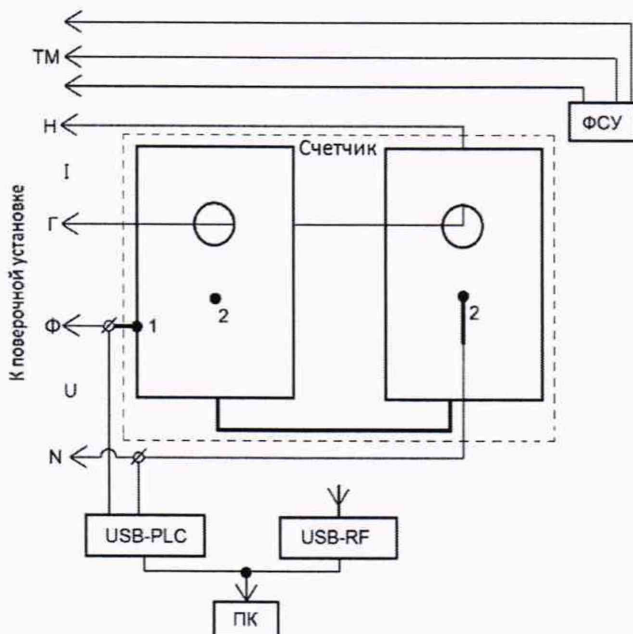 ТМ
ФСУ
Н
Счетчик
I
Г
2
К поверочной установке
Ф
1
2
U
N
USB-PLC
USB-RF
ПК